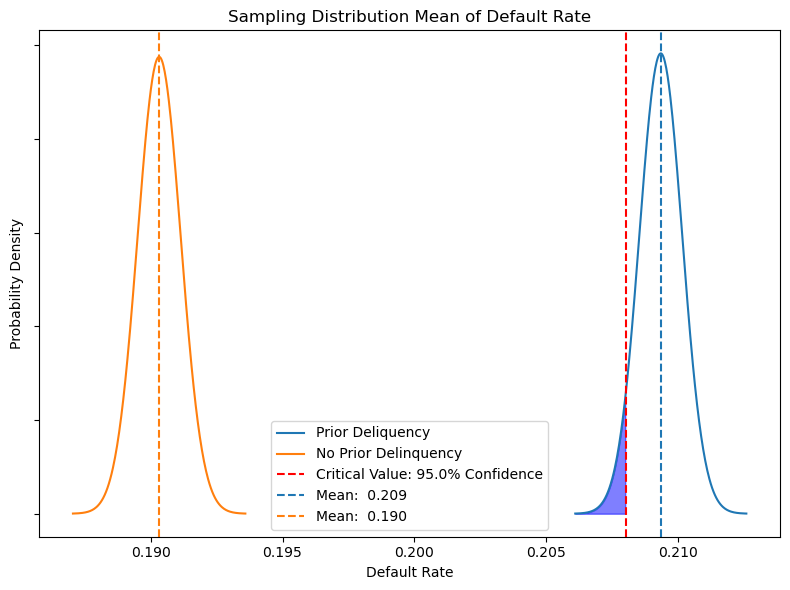 Sampling Distribution Mean of Default Rate
Probability Density
Prior Deliquency
No Prior Delinquency
Critical Value: 95.0% Confidence
Mean:  0.209
Mean:  0.190
0.190
0.195
0.200
0.205
0.210
Default Rate